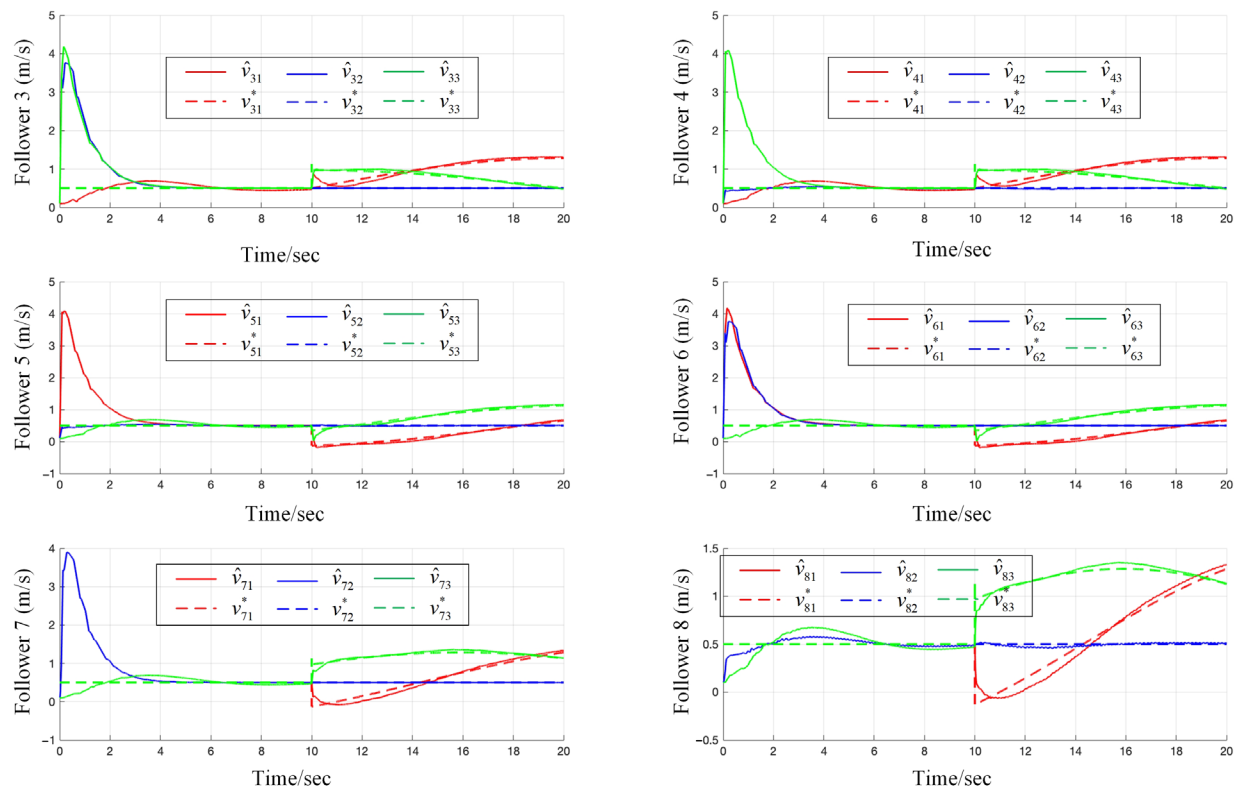 Follower 3 (m/s)
5
4
3
2
1
0
v̂₃₁ v̂₃₂ v̂₃₃
v*₃₁ v*₃₂ v*₃₃
0 2 4 6 8 10 12 14 16 18 20
Time/sec
Follower 4 (m/s)
5
4
3
2
1
0
v̂₄₁ v̂₄₂ v̂₄₃
v*₄₁ v*₄₂ v*₄₃
0 2 4 6 8 10 12 14 16 18 20
Time/sec
Follower 5 (m/s)
5
4
3
2
1
0
−1
v̂₅₁ v̂₅₂ v̂₅₃
v*₅₁ v*₅₂ v*₅₃
0 2 4 6 8 10 12 14 16 18 20
Time/sec
Follower 6 (m/s)
5
4
3
2
1
0
−1
v̂₆₁ v̂₆₂ v̂₆₃
v*₆₁ v*₆₂ v*₆₃
0 2 4 6 8 10 12 14 16 18 20
Time/sec
Follower 7 (m/s)
4
3
2
1
0
−1
v̂₇₁ v̂₇₂ v̂₇₃
v*₇₁ v*₇₂ v*₇₃
0 2 4 6 8 10 12 14 16 18 20
Time/sec
Follower 8 (m/s)
1.5
1
0.5
0
−0.5
v̂₈₁ v̂₈₂ v̂₈₃
v*₈₁ v*₈₂ v*₈₃
0 2 4 6 8 10 12 14 16 18 20
Time/sec